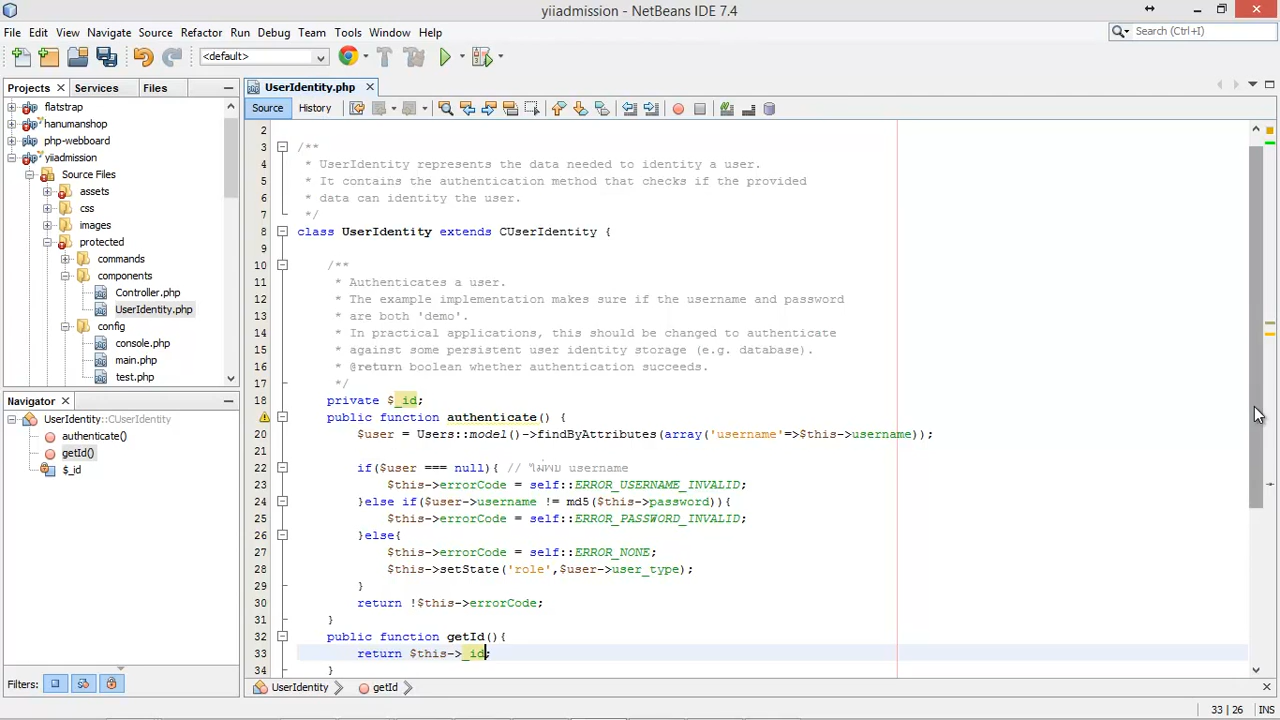 yiiadmission - NetBeans IDE 7.4
File Edit View Navigate Source Refactor Run Debug Team Tools Window Help
Search (Ctrl+I)
<default>
Projects Services Files
UserIdentity.php
Source History
flatstrap
hanumanshop
php-webboard
yiiadmission
Source Files
assets
css
images
protected
commands
components
Controller.php
UserIdentity.php
config
console.php
main.php
test.php
Navigator
UserIdentity::CUserIdentity
authenticate()
getId()
$_id
Filters:
2
3 /**
4 * UserIdentity represents the data needed to identity a user.
5 * It contains the authentication method that checks if the provided
6 * data can identity the user.
7 */
8 class UserIdentity extends CUserIdentity {
9
10 /**
11 * Authenticates a user.
12 * The example implementation makes sure if the username and password
13 * are both 'demo'.
14 * In practical applications, this should be changed to authenticate
15 * against some persistent user identity storage (e.g. database).
16 * @return boolean whether authentication succeeds.
17 */
18 private $_id;
public function authenticate() {
20 $user = Users::model()->findByAttributes(array('username'=>$this->username));
21
22 if($user === null){ // ไม่พบ username
23 $this->errorCode = self::ERROR_USERNAME_INVALID;
24 }else if($user->username != md5($this->password)){
25 $this->errorCode = self::ERROR_PASSWORD_INVALID;
26 }else{
27 $this->errorCode = self::ERROR_NONE;
28 $this->setState('role',$user->user_type);
29 }
30 return !$this->errorCode;
31 }
32 public function getId(){
33 return $this->_id;
34 }
UserIdentity getId
33 | 26 INS